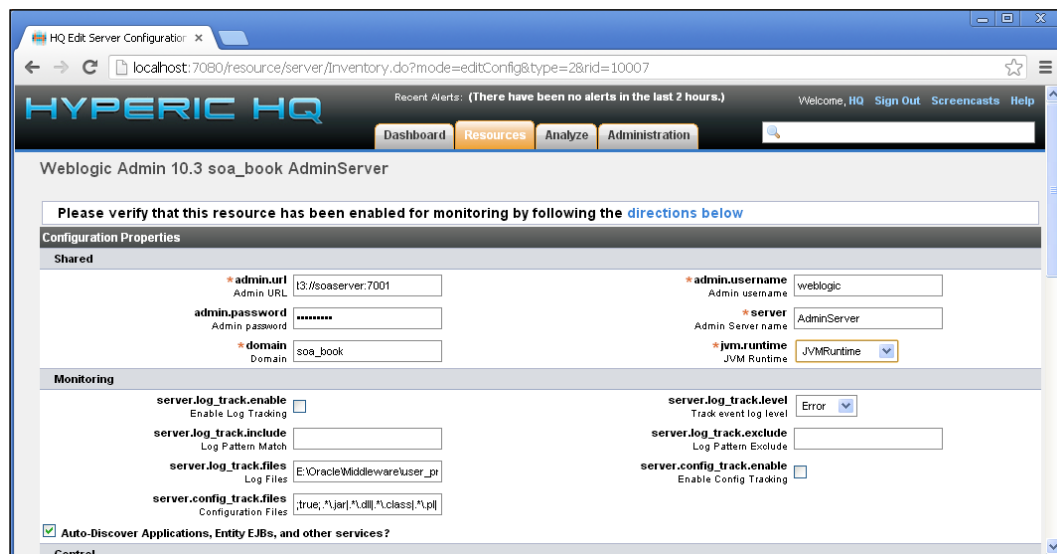 HQ Edit Server Configuration
localhost:7080/resource/server/Inventory.do?mode=editConfig&type=2&rid=10007
HYPERIC HQ
Recent Alerts: (There have been no alerts in the last 2 hours.)
Welcome, HQ Sign Out Screencasts Help
Dashboard Resources Analyze Administration
Weblogic Admin 10.3 soa_book AdminServer
Please verify that this resource has been enabled for monitoring by following the directions below
Configuration Properties
Shared
*admin.url t3://soaserver:7001 *admin.username weblogic
Admin URL Admin username
admin.password ••••••••• *server AdminServer
Admin password Admin Server name
*domain soa_book *jvm.runtime JVMRuntime
Domain JVM Runtime
Monitoring
server.log_track.enable server.log_track.level Error
Enable Log Tracking Track event log level
server.log_track.include server.log_track.exclude
Log Pattern Match Log Pattern Exclude
server.log_track.files E:\Oracle\Middleware\user_pr server.config_track.enable
Log Files Enable Config Tracking
server.config_track.files ;true;.*\.jar|.*\.dll|.*\.class|.*\.pl|
Configuration Files
Auto-Discover Applications, Entity EJBs, and other services?
Control